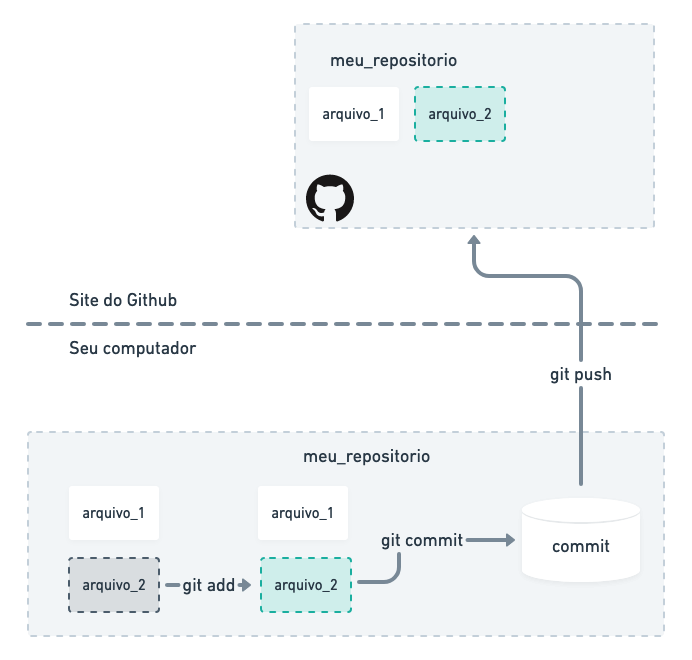 meu_repositorio
arquivo_1
arquivo_2
Site do Github
Seu computador
git push
meu_repositorio
arquivo_1
arquivo_1
git commit
commit
arquivo_2
git add
arquivo_2